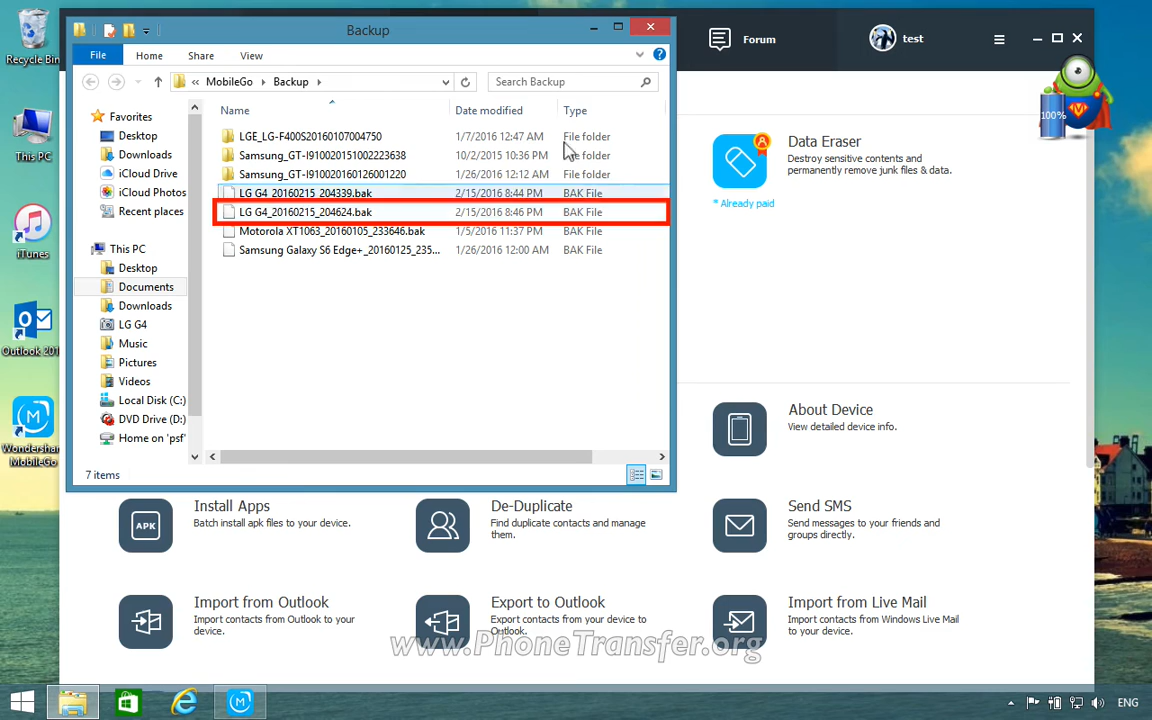 Recycle Bin
This PC
iTunes
Outlook 201
Wondershar
MobileGo
Backup
File
Home
Share
View
MobileGo
Backup
Search Backup
Favorites
Desktop
Downloads
iCloud Drive
iCloud Photos
Recent places
This PC
Desktop
Documents
Downloads
LG G4
Music
Pictures
Videos
Local Disk (C:)
DVD Drive (D:)
Home on 'psf'
Name Date modified Type
LGE_LG-F400S20160107004750 1/7/2016 12:47 AM File folder
Samsung_GT-I910020151002223638 10/2/2015 10:36 PM File folder
Samsung_GT-I910020160126001220 1/26/2016 12:12 AM File folder
LG G4_20160215_204339.bak 2/15/2016 8:44 PM BAK File
LG G4_20160215_204624.bak 2/15/2016 8:46 PM BAK File
Motorola XT1063_20160105_233646.bak 1/5/2016 11:37 PM BAK File
Samsung Galaxy S6 Edge+_20160125_235... 1/26/2016 12:00 AM BAK File
7 items
Forum
test
100%
Data Eraser
Destroy sensitive contents and
permanently remove junk files & data.
* Already paid
About Device
View detailed device info.
Install Apps
Batch install apk files to your device.
APK
De-Duplicate
Find duplicate contacts and manage
them.
Send SMS
Send messages to your friends and
groups directly.
Import from Outlook
Import contacts from Outlook to your
device.
Export to Outlook
Export contacts from your device to
Outlook.
Import from Live Mail
Import contacts from Windows Live Mail
to your device.
www.PhoneTransfer.org
ENG